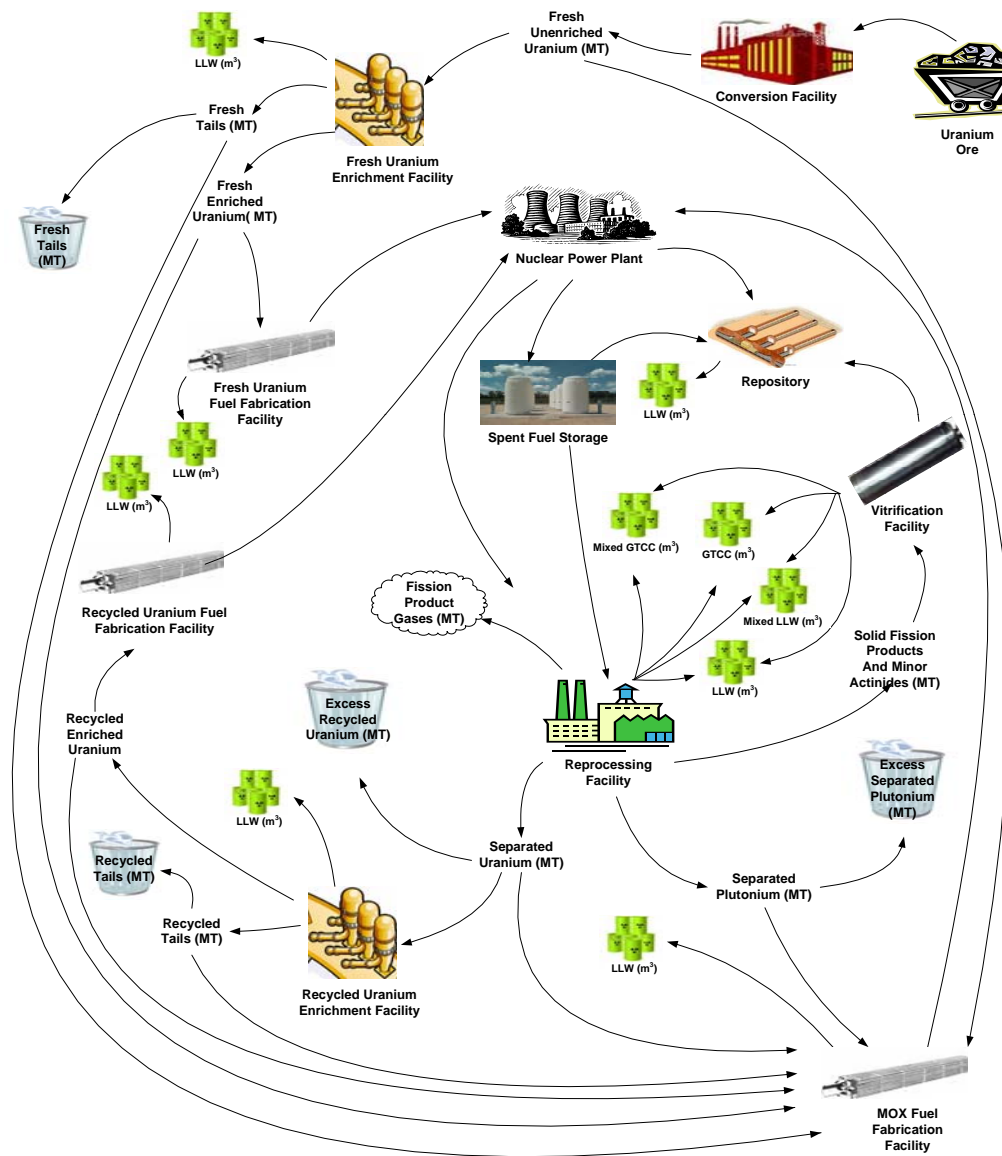 Fresh
Unenriched
Uranium (MT)
LLW (m³)
Conversion Facility
Uranium
Ore
Fresh
Tails (MT)
Fresh Uranium
Enrichment Facility
Fresh
Enriched
Uranium( MT)
Fresh
Tails
(MT)
Nuclear Power Plant
Fresh Uranium
Fuel Fabrication
Facility
Repository
LLW (m³)
Spent Fuel Storage
LLW (m³)
LLW (m³)
Vitrification
Facility
Mixed GTCC (m³)
GTCC (m³)
Mixed LLW (m³)
LLW (m³)
Recycled Uranium Fuel
Fabrication Facility
Fission
Product
Gases (MT)
Solid Fission
Products
And Minor
Actinides (MT)
Excess
Recycled
Uranium (MT)
Recycled
Enriched
Uranium
Reprocessing
Facility
Excess
Separated
Plutonium
(MT)
LLW (m³)
Recycled
Tails (MT)
Separated
Uranium (MT)
Separated
Plutonium (MT)
Recycled
Tails (MT)
LLW (m³)
Recycled Uranium
Enrichment Facility
MOX Fuel
Fabrication
Facility